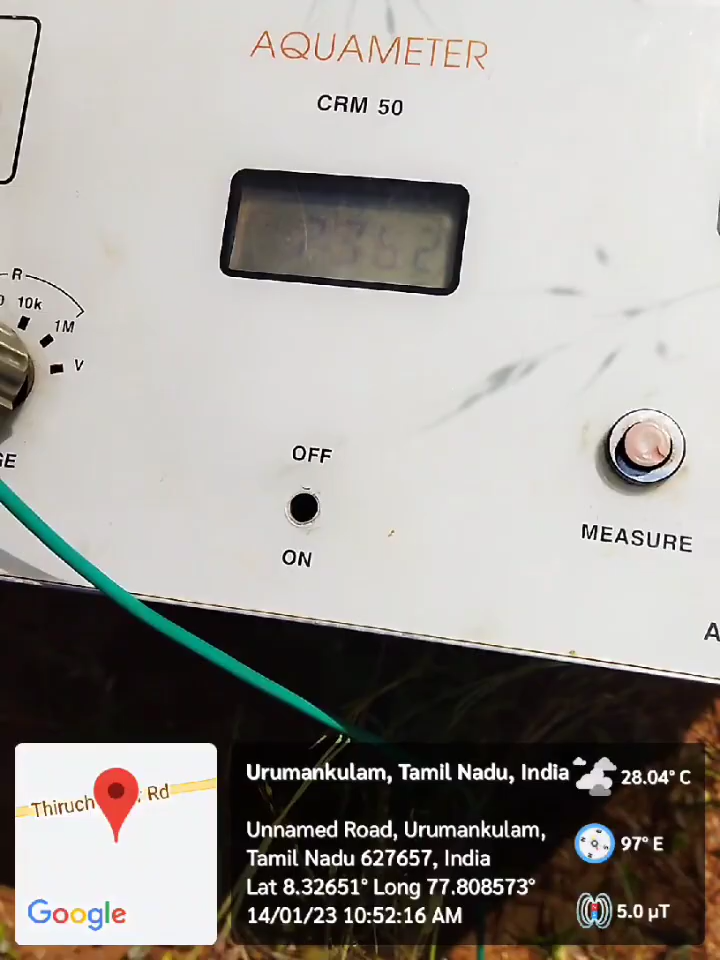 AQUAMETER
CRM 50
R
10k
1M
V
OFF
ON
MEASURE
Urumankulam, Tamil Nadu, India
28.04° C
Unnamed Road, Urumankulam,
Tamil Nadu 627657, India
Lat 8.32651° Long 77.808573°
14/01/23 10:52:16 AM
97° E
5.0 µT
Rd
Google